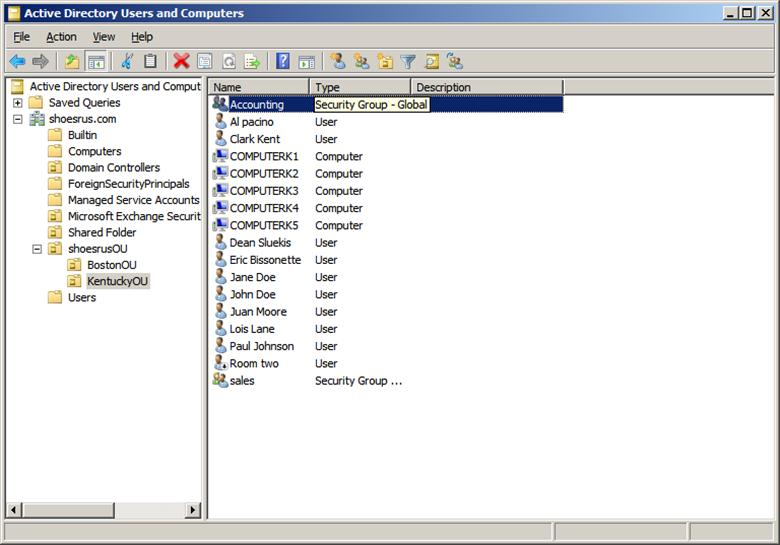 Active Directory Users and Computers
File Action View Help
Active Directory Users and Comput
Saved Queries
shoesrus.com
Builtin
Computers
Domain Controllers
ForeignSecurityPrincipals
Managed Service Accounts
Microsoft Exchange Securit
Shared Folder
shoesrusOU
BostonOU
KentuckyOU
Users
Name Type Description
Accounting Security Group - Global
Al pacino User
Clark Kent User
COMPUTERK1 Computer
COMPUTERK2 Computer
COMPUTERK3 Computer
COMPUTERK4 Computer
COMPUTERK5 Computer
Dean Sluekis User
Eric Bissonette User
Jane Doe User
John Doe User
Juan Moore User
Lois Lane User
Paul Johnson User
Room two User
sales Security Group ...